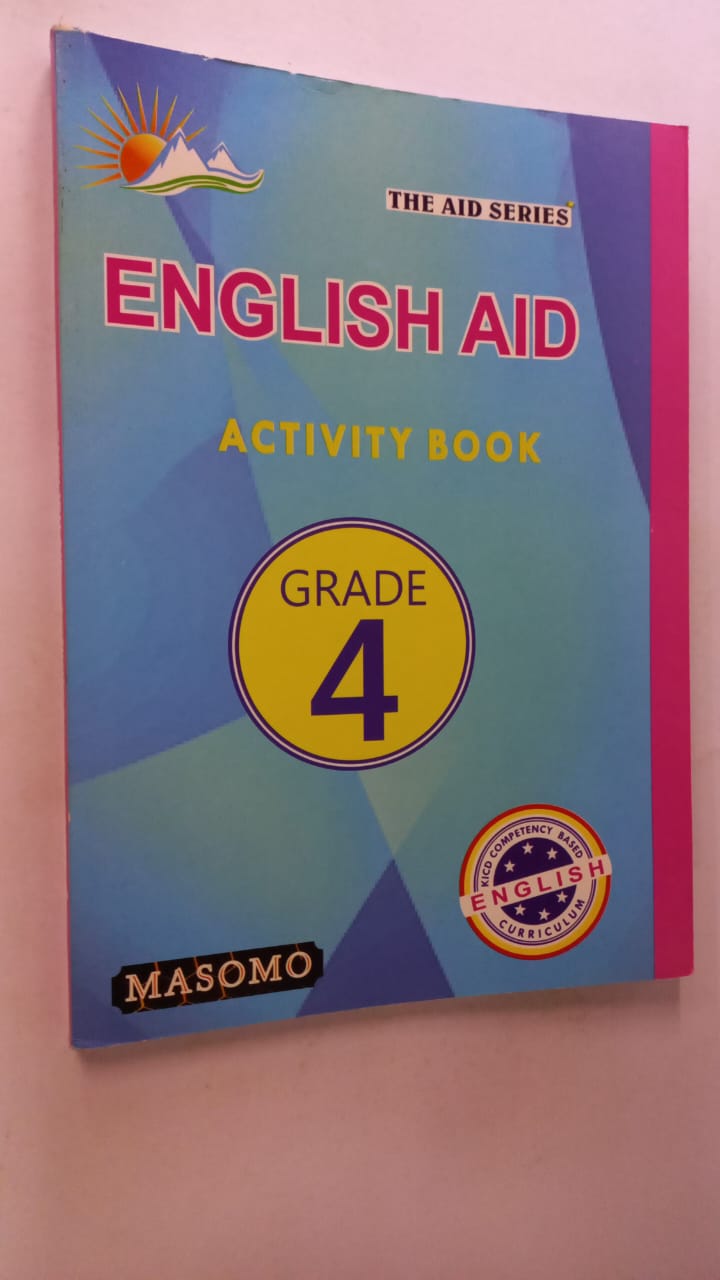 THE AID SERIES
ENGLISH AID
ACTIVITY BOOK
GRADE
4
KICD COMPETENCY BASED
ENGLISH
CURRICULUM
MASOMO